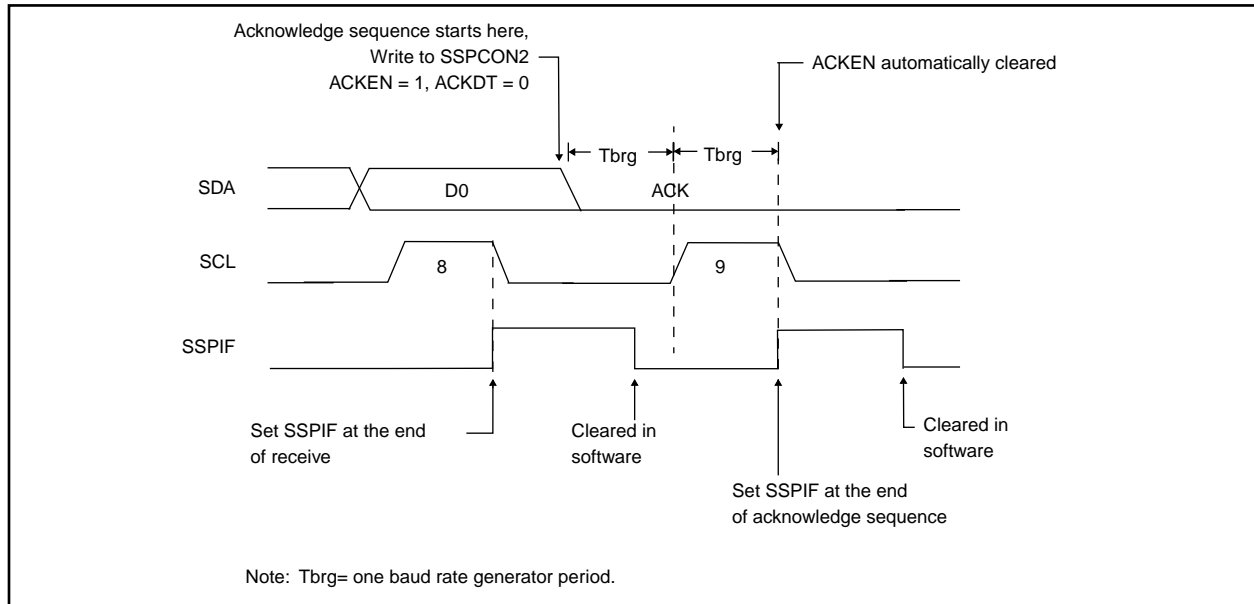 Acknowledge sequence starts here,
Write to SSPCON2
ACKEN = 1, ACKDT = 0
ACKEN automatically cleared
Tbrg
Tbrg
SDA
D0
ACK
SCL
8
9
SSPIF
Set SSPIF at the end
of receive
Cleared in
software
Set SSPIF at the end
of acknowledge sequence
Cleared in
software
Note: Tbrg= one baud rate generator period.